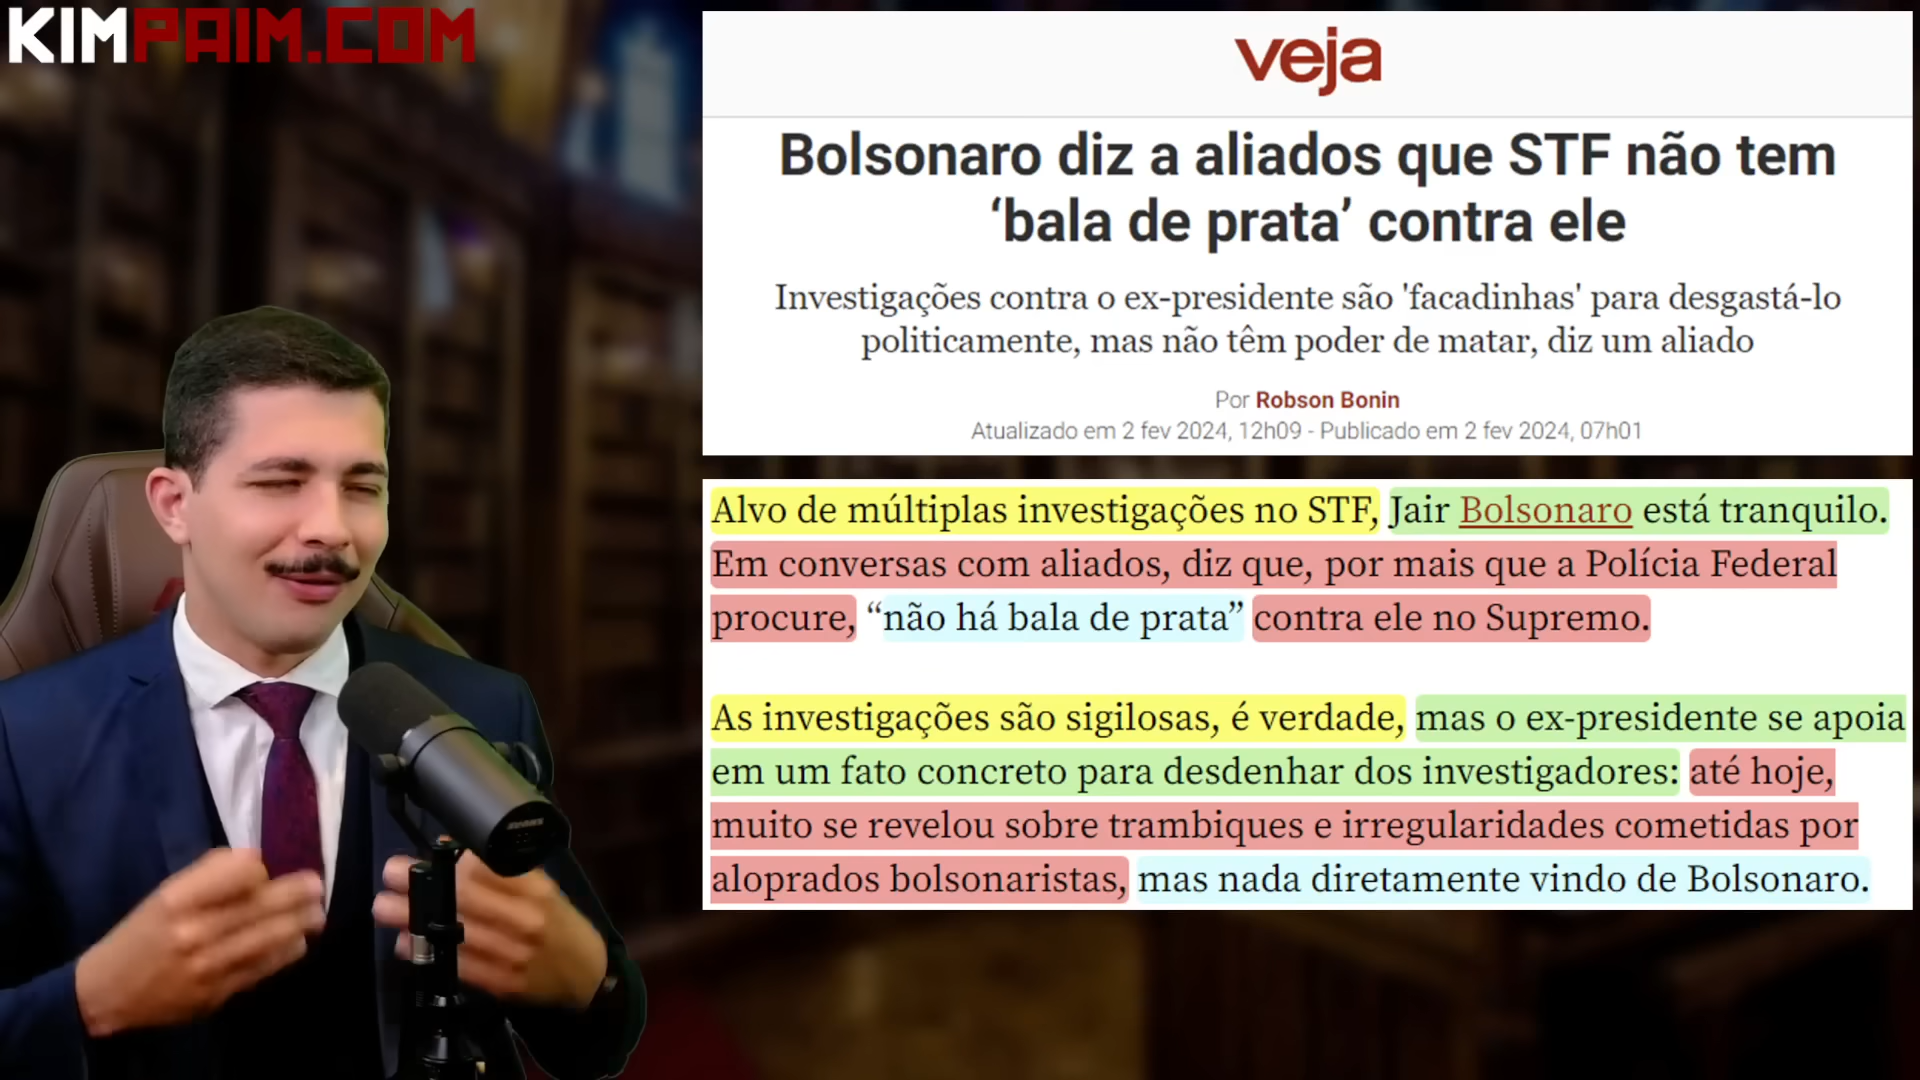 KIMPAIM.COM
veja
Bolsonaro diz a aliados que STF não tem
‘bala de prata’ contra ele
Investigações contra o ex-presidente são 'facadinhas' para desgastá-lo
politicamente, mas não têm poder de matar, diz um aliado
Por Robson Bonin
Atualizado em 2 fev 2024, 12h09 - Publicado em 2 fev 2024, 07h01
Alvo de múltiplas investigações no STF, Jair Bolsonaro está tranquilo.
Em conversas com aliados, diz que, por mais que a Polícia Federal
procure, “não há bala de prata” contra ele no Supremo.
As investigações são sigilosas, é verdade, mas o ex-presidente se apoia
em um fato concreto para desdenhar dos investigadores: até hoje,
muito se revelou sobre trambiques e irregularidades cometidas por
aloprados bolsonaristas, mas nada diretamente vindo de Bolsonaro.